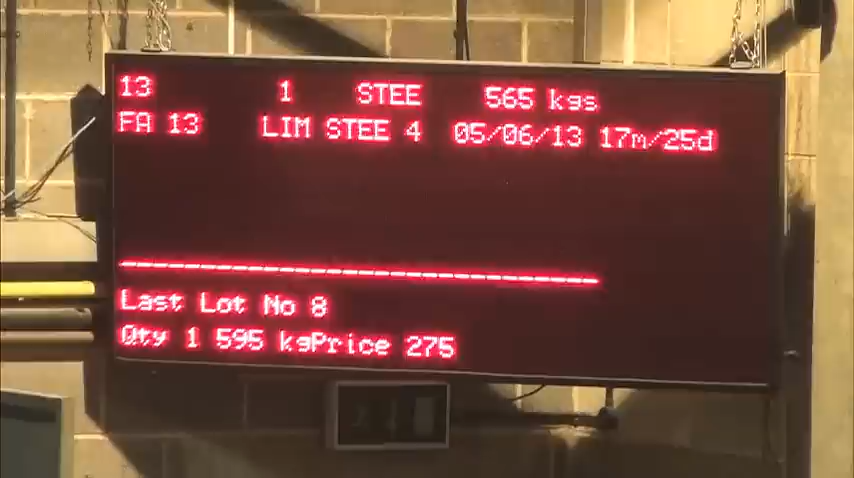 13 1 STEE 565 kgs
FA 13 LIM STEE 4 05/06/13 17m/25d
Last Lot No 8
Qty 1 595 kgPrice 275